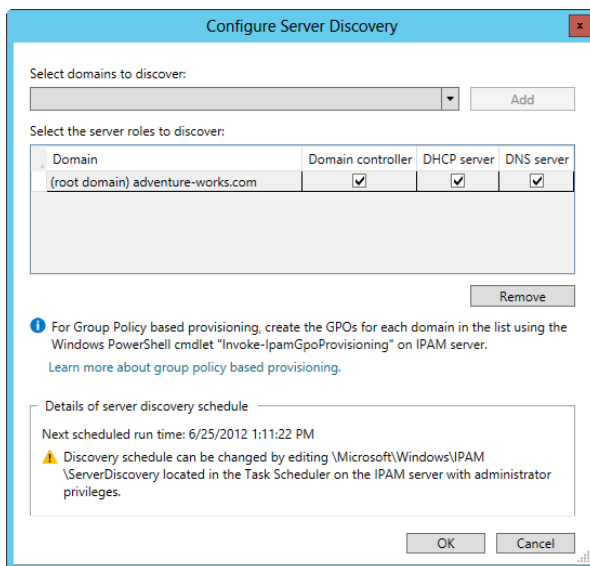 Configure Server Discovery
x
Select domains to discover:
Add
Select the server roles to discover:
Domain Domain controller DHCP server DNS server
(root domain) adventure-works.com
Remove
For Group Policy based provisioning, create the GPOs for each domain in the list using the
Windows PowerShell cmdlet "Invoke-IpamGpoProvisioning" on IPAM server.
Learn more about group policy based provisioning.
Details of server discovery schedule
Next scheduled run time: 6/25/2012 1:11:22 PM
Discovery schedule can be changed by editing \Microsoft\Windows\IPAM
\ServerDiscovery located in the Task Scheduler on the IPAM server with administrator
privileges.
OK Cancel